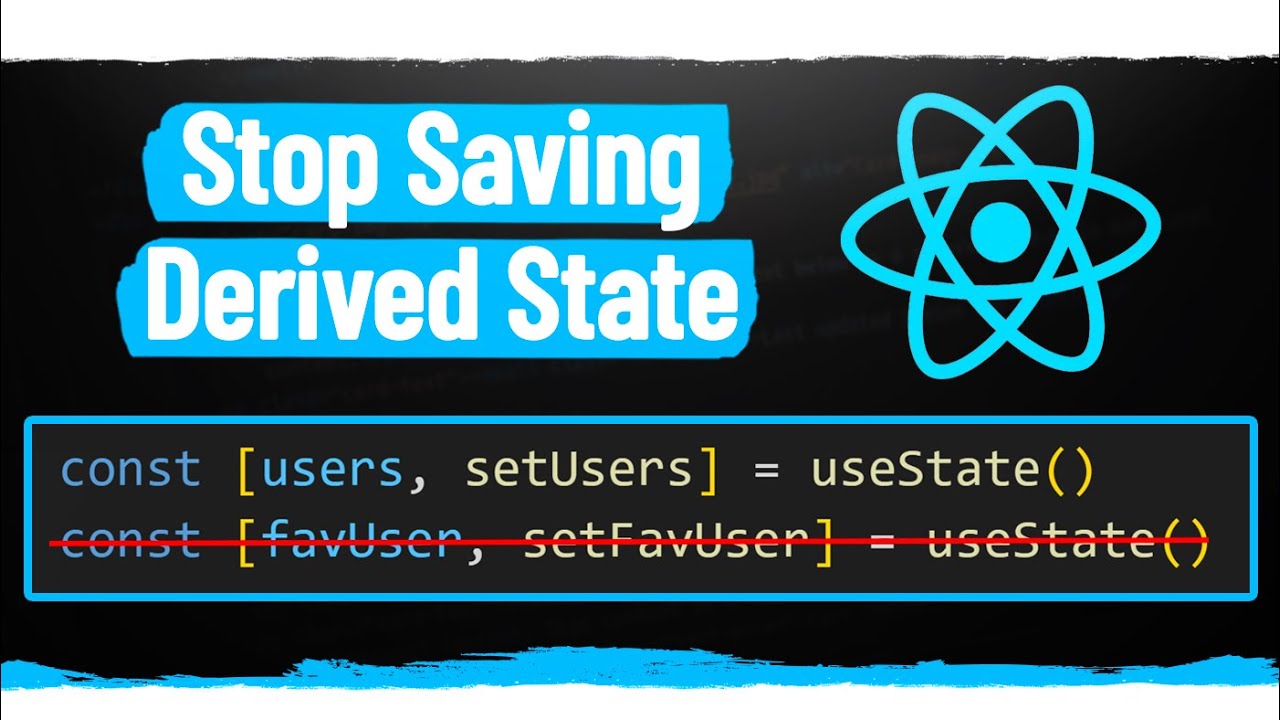 Stop Saving
Derived State
const [users, setUsers] = useState()
const [favUser, setFavUser] = useState()